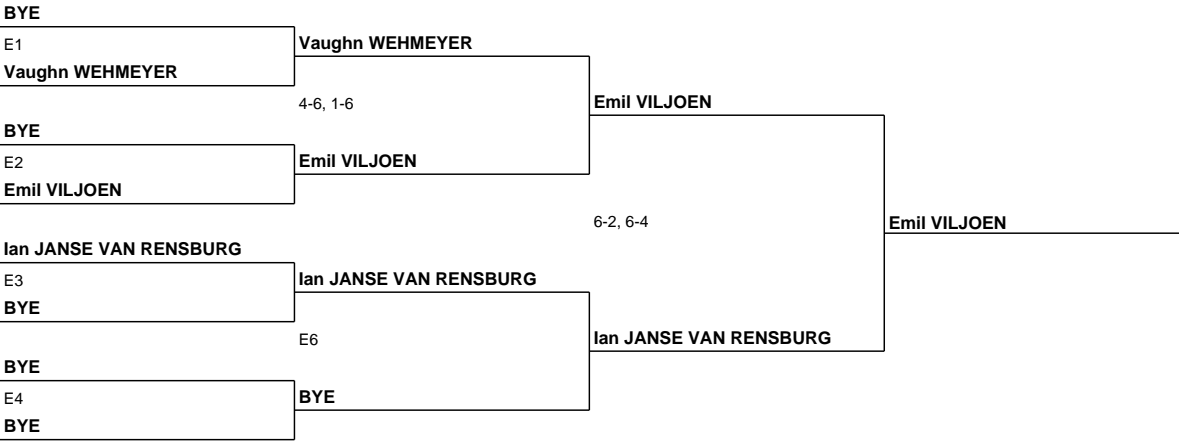 BYE
E1
Vaughn WEHMEYER
Vaughn WEHMEYER
4-6, 1-6
Emil VILJOEN
BYE
E2
Emil VILJOEN
Emil VILJOEN
6-2, 6-4
Emil VILJOEN
Ian JANSE VAN RENSBURG
E3
Ian JANSE VAN RENSBURG
BYE
E6
Ian JANSE VAN RENSBURG
BYE
E4
BYE
BYE